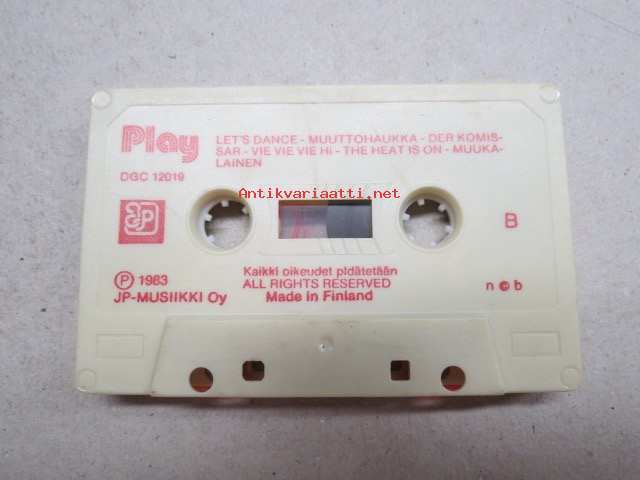 Play
LET'S DANCE - MUUTTOHAUKKA - DER KOMIS-
SAR - VIE VIE VIE HI - THE HEAT IS ON - MUUKA-
LAINEN
DGC 12019
Antikvariaatti.net
JP
B
Ⓟ 1983
JP-MUSIIKKI Oy
Kaikki oikeudet pidätetään
ALL RIGHTS RESERVED
Made in Finland
n©b